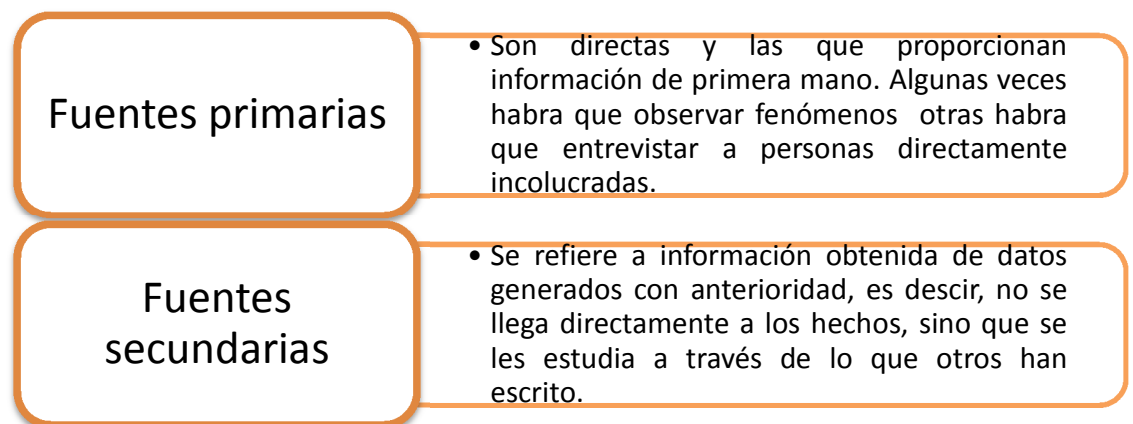 Fuentes primarias
• Son directas y las que proporcionan
información de primera mano. Algunas veces
habra que observar fenómenos otras habra
que entrevistar a personas directamente
incolucradas.
Fuentes
secundarias
• Se refiere a información obtenida de datos
generados con anterioridad, es descir, no se
llega directamente a los hechos, sino que se
les estudia a través de lo que otros han
escrito.